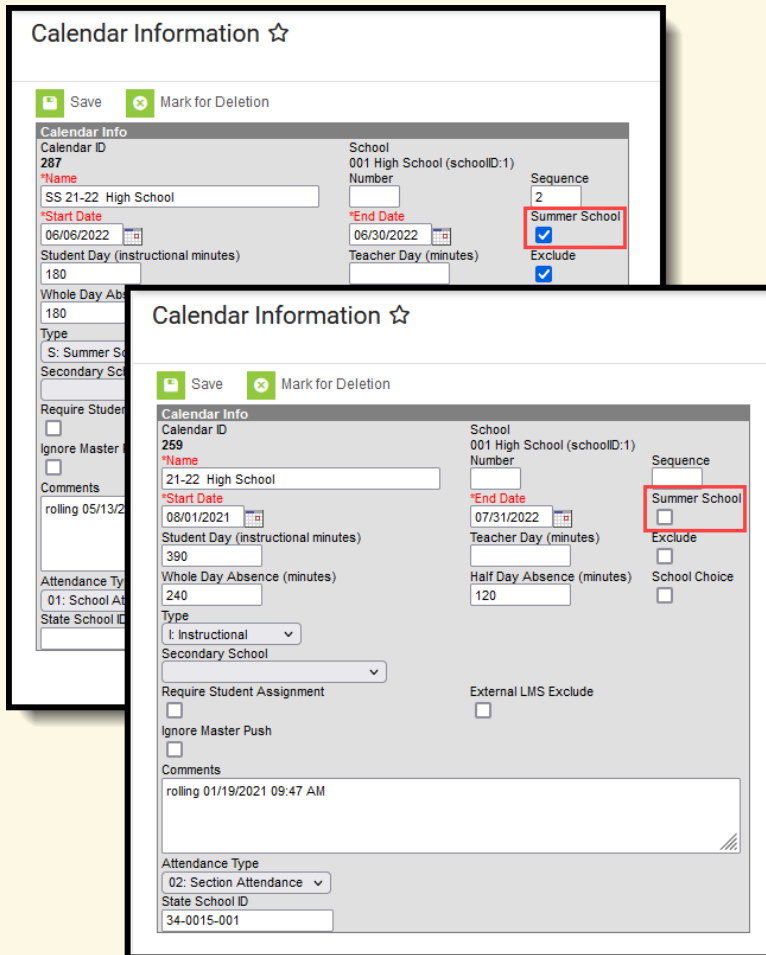 Calendar Information
Save Mark for Deletion
Calendar Info
Calendar ID School
287 001 High School (schoolID:1)
*Name Number Sequence
SS 21-22 High School 2
*Start Date *End Date Summer School
06/06/2022 06/30/2022
Student Day (instructional minutes) Teacher Day (minutes) Exclude
180
Whole Day
180
Type
S: Summer
Secondary
Require
Ignore Master
Comments
rolling
Attendance
01: School
State School
Calendar Information
Save Mark for Deletion
Calendar Info
Calendar ID School
259 001 High School (schoolID:1)
*Name Number Sequence
21-22 High School
*Start Date *End Date Summer School
08/01/2021 07/31/2022
Student Day (instructional minutes) Teacher Day (minutes) Exclude
390
Whole Day Absence (minutes) Half Day Absence (minutes) School Choice
240 120
Type
I: Instructional
Secondary School
Require Student Assignment External LMS Exclude
Ignore Master Push
Comments
rolling 01/19/2021 09:47 AM
Attendance Type
02: Section Attendance
State School ID
34-0015-001